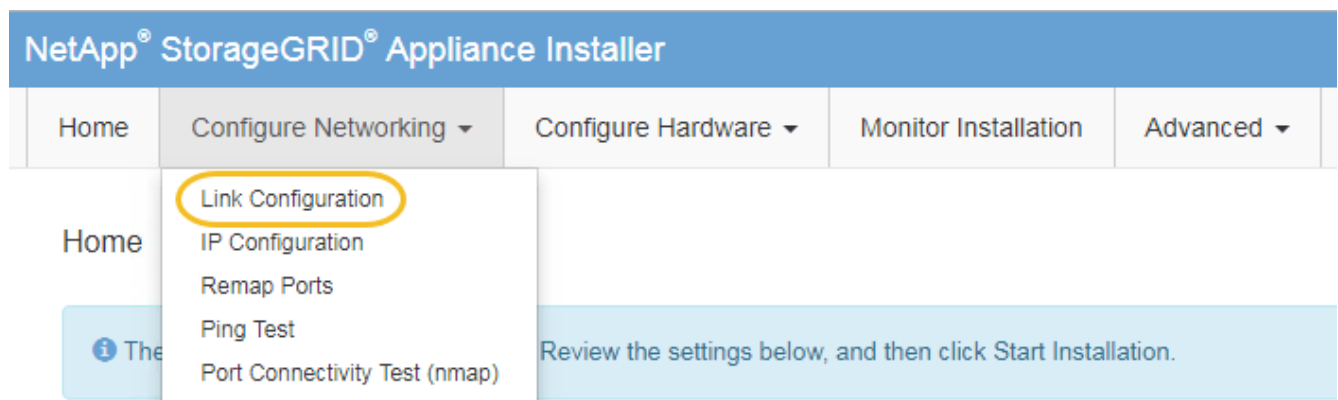 NetApp® StorageGRID® Appliance Installer
Home Configure Networking Configure Hardware Monitor Installation Advanced
Link Configuration
Home IP Configuration
Remap Ports
Ping Test
The Review the settings below, and then click Start Installation.
Port Connectivity Test (nmap)